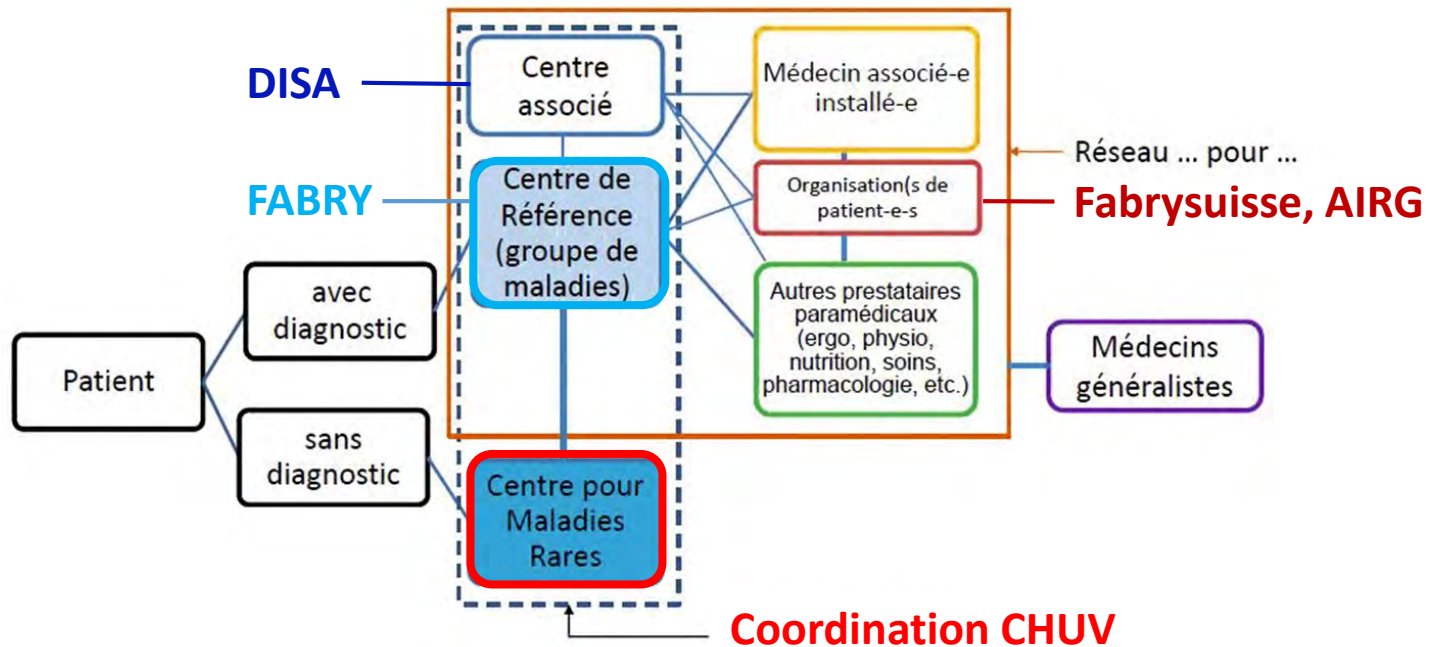 DISA
Centre
associé
Médecin associé-e
installé-e
Réseau ... pour ...
FABRY
Centre de
Référence
(groupe de
maladies)
Organisation(s de
patient-e-s
Fabrysuisse, AIRG
avec
diagnostic
Autres prestataires
paramédicaux
(ergo, physio,
nutrition, soins,
pharmacologie, etc.)
Patient
Médecins
généralistes
sans
diagnostic
Centre pour
Maladies
Rares
Coordination CHUV